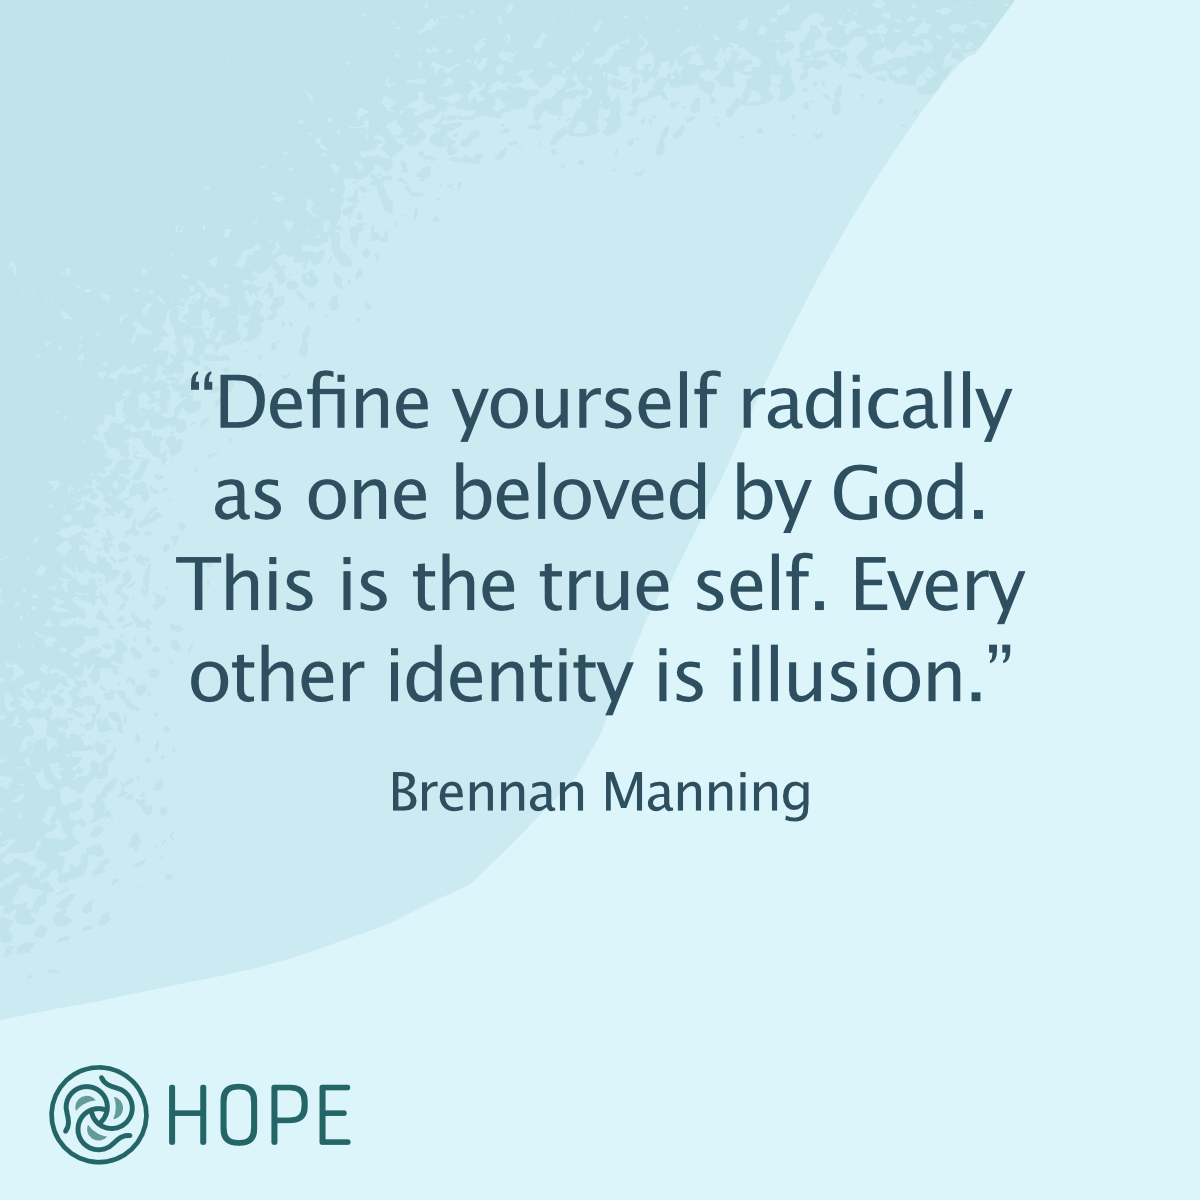 “Define yourself radically
as one beloved by God.
This is the true self. Every
other identity is illusion.”
Brennan Manning
HOPE